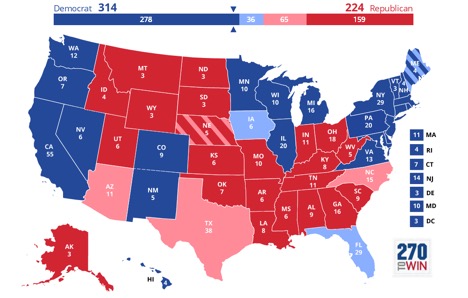 Democrat 314
224 Republican
278
36
65
159
WA
12
OR
7
CA
55
NV
6
ID
4
MT
3
WY
3
UT
6
AZ
11
CO
9
NM
5
ND
3
SD
3
NE
5
KS
6
OK
7
TX
38
MN
10
IA
6
MO
10
AR
6
LA
8
WI
10
IL
20
MI
16
IN
11
OH
18
KY
8
TN
11
MS
6
AL
9
GA
16
FL
29
SC
9
NC
15
VA
13
WV
5
PA
20
NY
29
VT
3
NH
ME
4
11 MA
4 RI
7 CT
14 NJ
3 DE
10 MD
3 DC
AK
3
HI
4
270
TO WIN